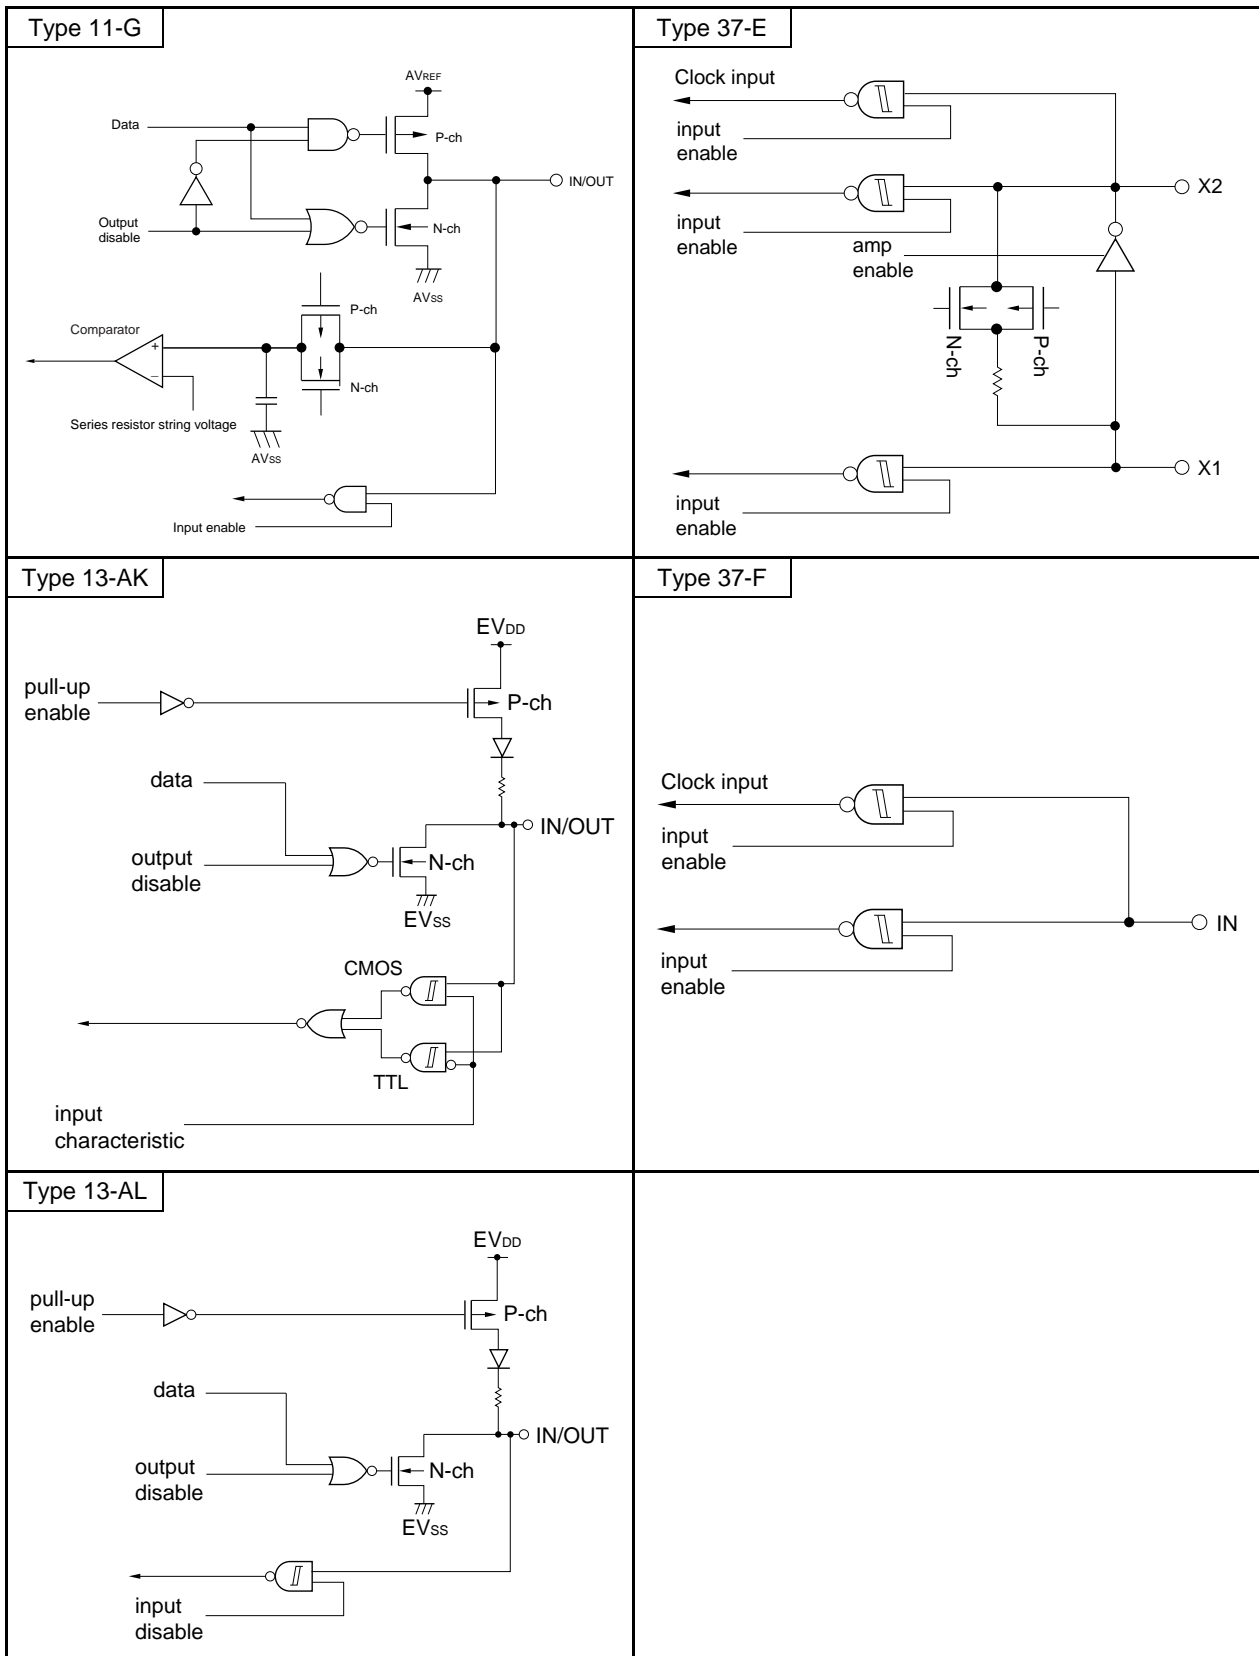 Type 11-G
AVREF
Data
P-ch
IN/OUT
Output
disable
N-ch
AVSS
P-ch
Comparator
+
−
N-ch
Series resistor string voltage
AVSS
Input enable
Type 37-E
Clock input
input
enable
X2
input
enable
amp
enable
N-ch
P-ch
X1
input
enable
Type 13-AK
EVDD
pull-up
enable
P-ch
data
IN/OUT
output
disable
N-ch
EVSS
CMOS
TTL
input
characteristic
Type 37-F
Clock input
input
enable
IN
input
enable
Type 13-AL
EVDD
pull-up
enable
P-ch
data
IN/OUT
output
disable
N-ch
EVSS
input
disable